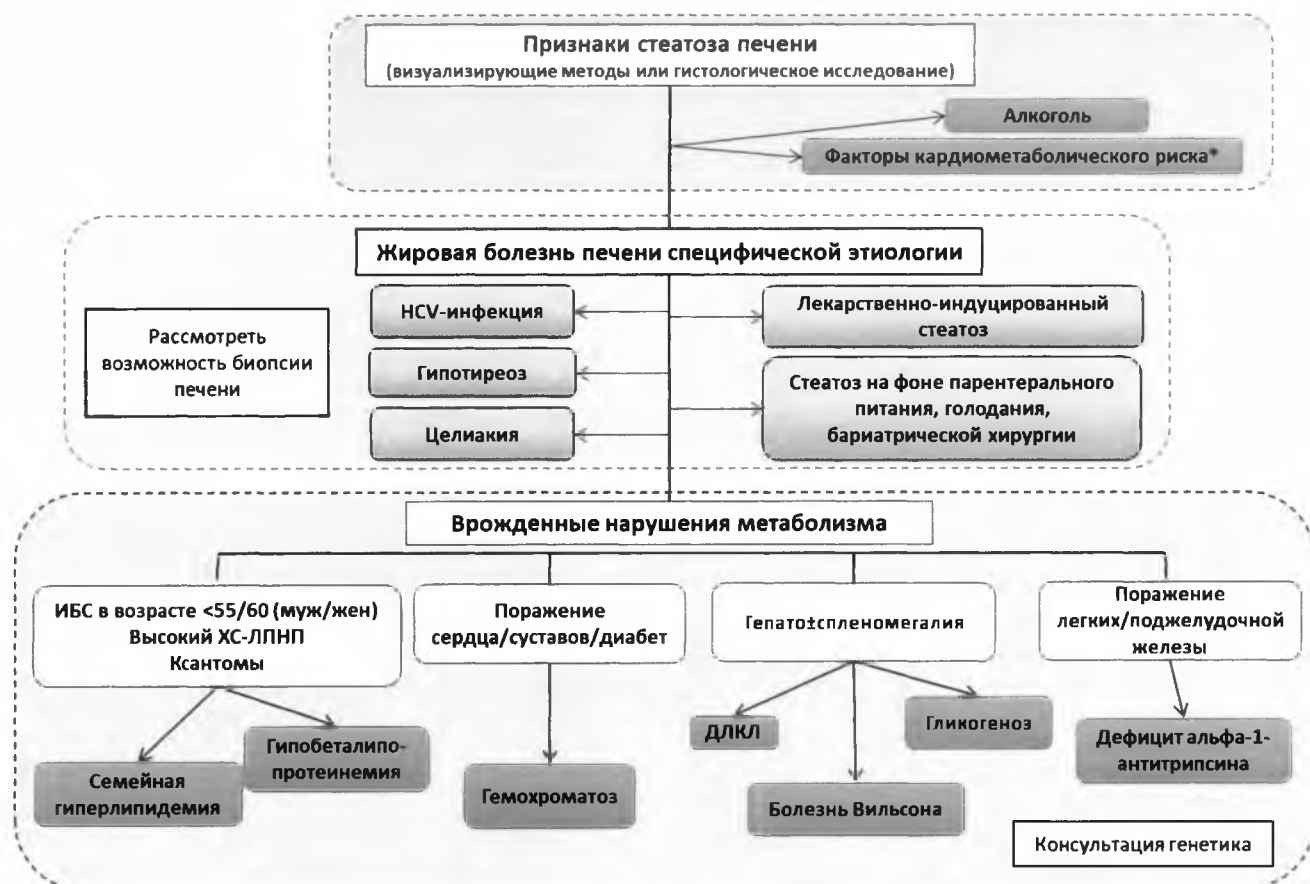 Признаки стеатоза печени
(визуализирующие методы или гистологическое исследование)
Алкоголь
Факторы кардиометаболического риска*
Жировая болезнь печени специфической этиологии
Рассмотреть
возможность биопсии
печени
HCV-инфекция
Гипотиреоз
Целиакия
Лекарственно-индуцированный
стеатоз
Стеатоз на фоне парентерального
питания, голодания,
бариатрической хирургии
Врожденные нарушения метаболизма
ИБС в возрасте <55/60 (муж/жен)
Высокий ХС-ЛПНП
Ксантомы
Поражение
сердца/суставов/диабет
Гепато±спленомегалия
Поражение
легких/поджелудочной
железы
Семейная
гиперлипидемия
Гипобеталипо-
протеинемия
Гемохроматоз
ДЛКЛ
Болезнь Вильсона
Гликогеноз
Дефицит альфа-1-
антитрипсина
Консультация генетика